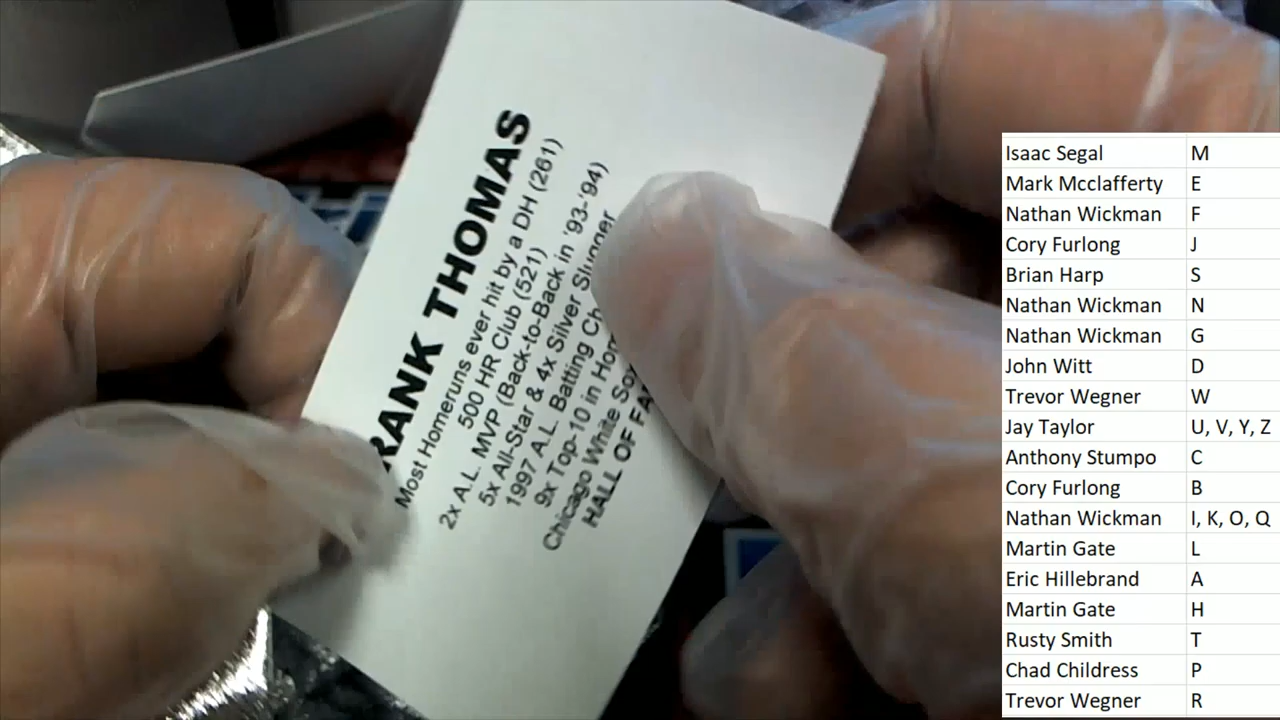 RANK THOMAS
Most Homeruns ever hit by a DH (261)
500 HR Club (521)
2x A.L. MVP (Back-to-Back in '93-'94)
5x All-Star & 4x Silver Slugger
1997 A.L. Batting Ch
9x Top-10 in Hom
Chicago White Sox
HALL OF FA
Isaac Segal M
Mark Mcclafferty E
Nathan Wickman F
Cory Furlong J
Brian Harp S
Nathan Wickman N
Nathan Wickman G
John Witt D
Trevor Wegner W
Jay Taylor U, V, Y, Z
Anthony Stumpo C
Cory Furlong B
Nathan Wickman I, K, O, Q
Martin Gate L
Eric Hillebrand A
Martin Gate H
Rusty Smith T
Chad Childress P
Trevor Wegner R